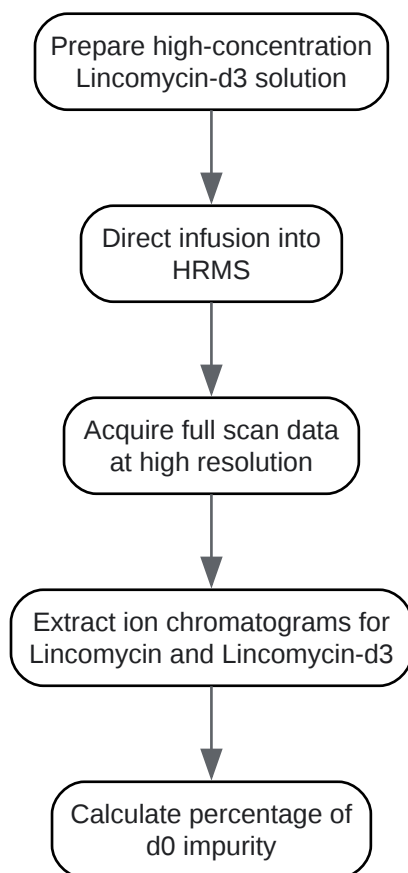 Prepare high-concentration
Lincomycin-d3 solution
Direct infusion into
HRMS
Acquire full scan data
at high resolution
Extract ion chromatograms for
Lincomycin and Lincomycin-d3
Calculate percentage of
d0 impurity